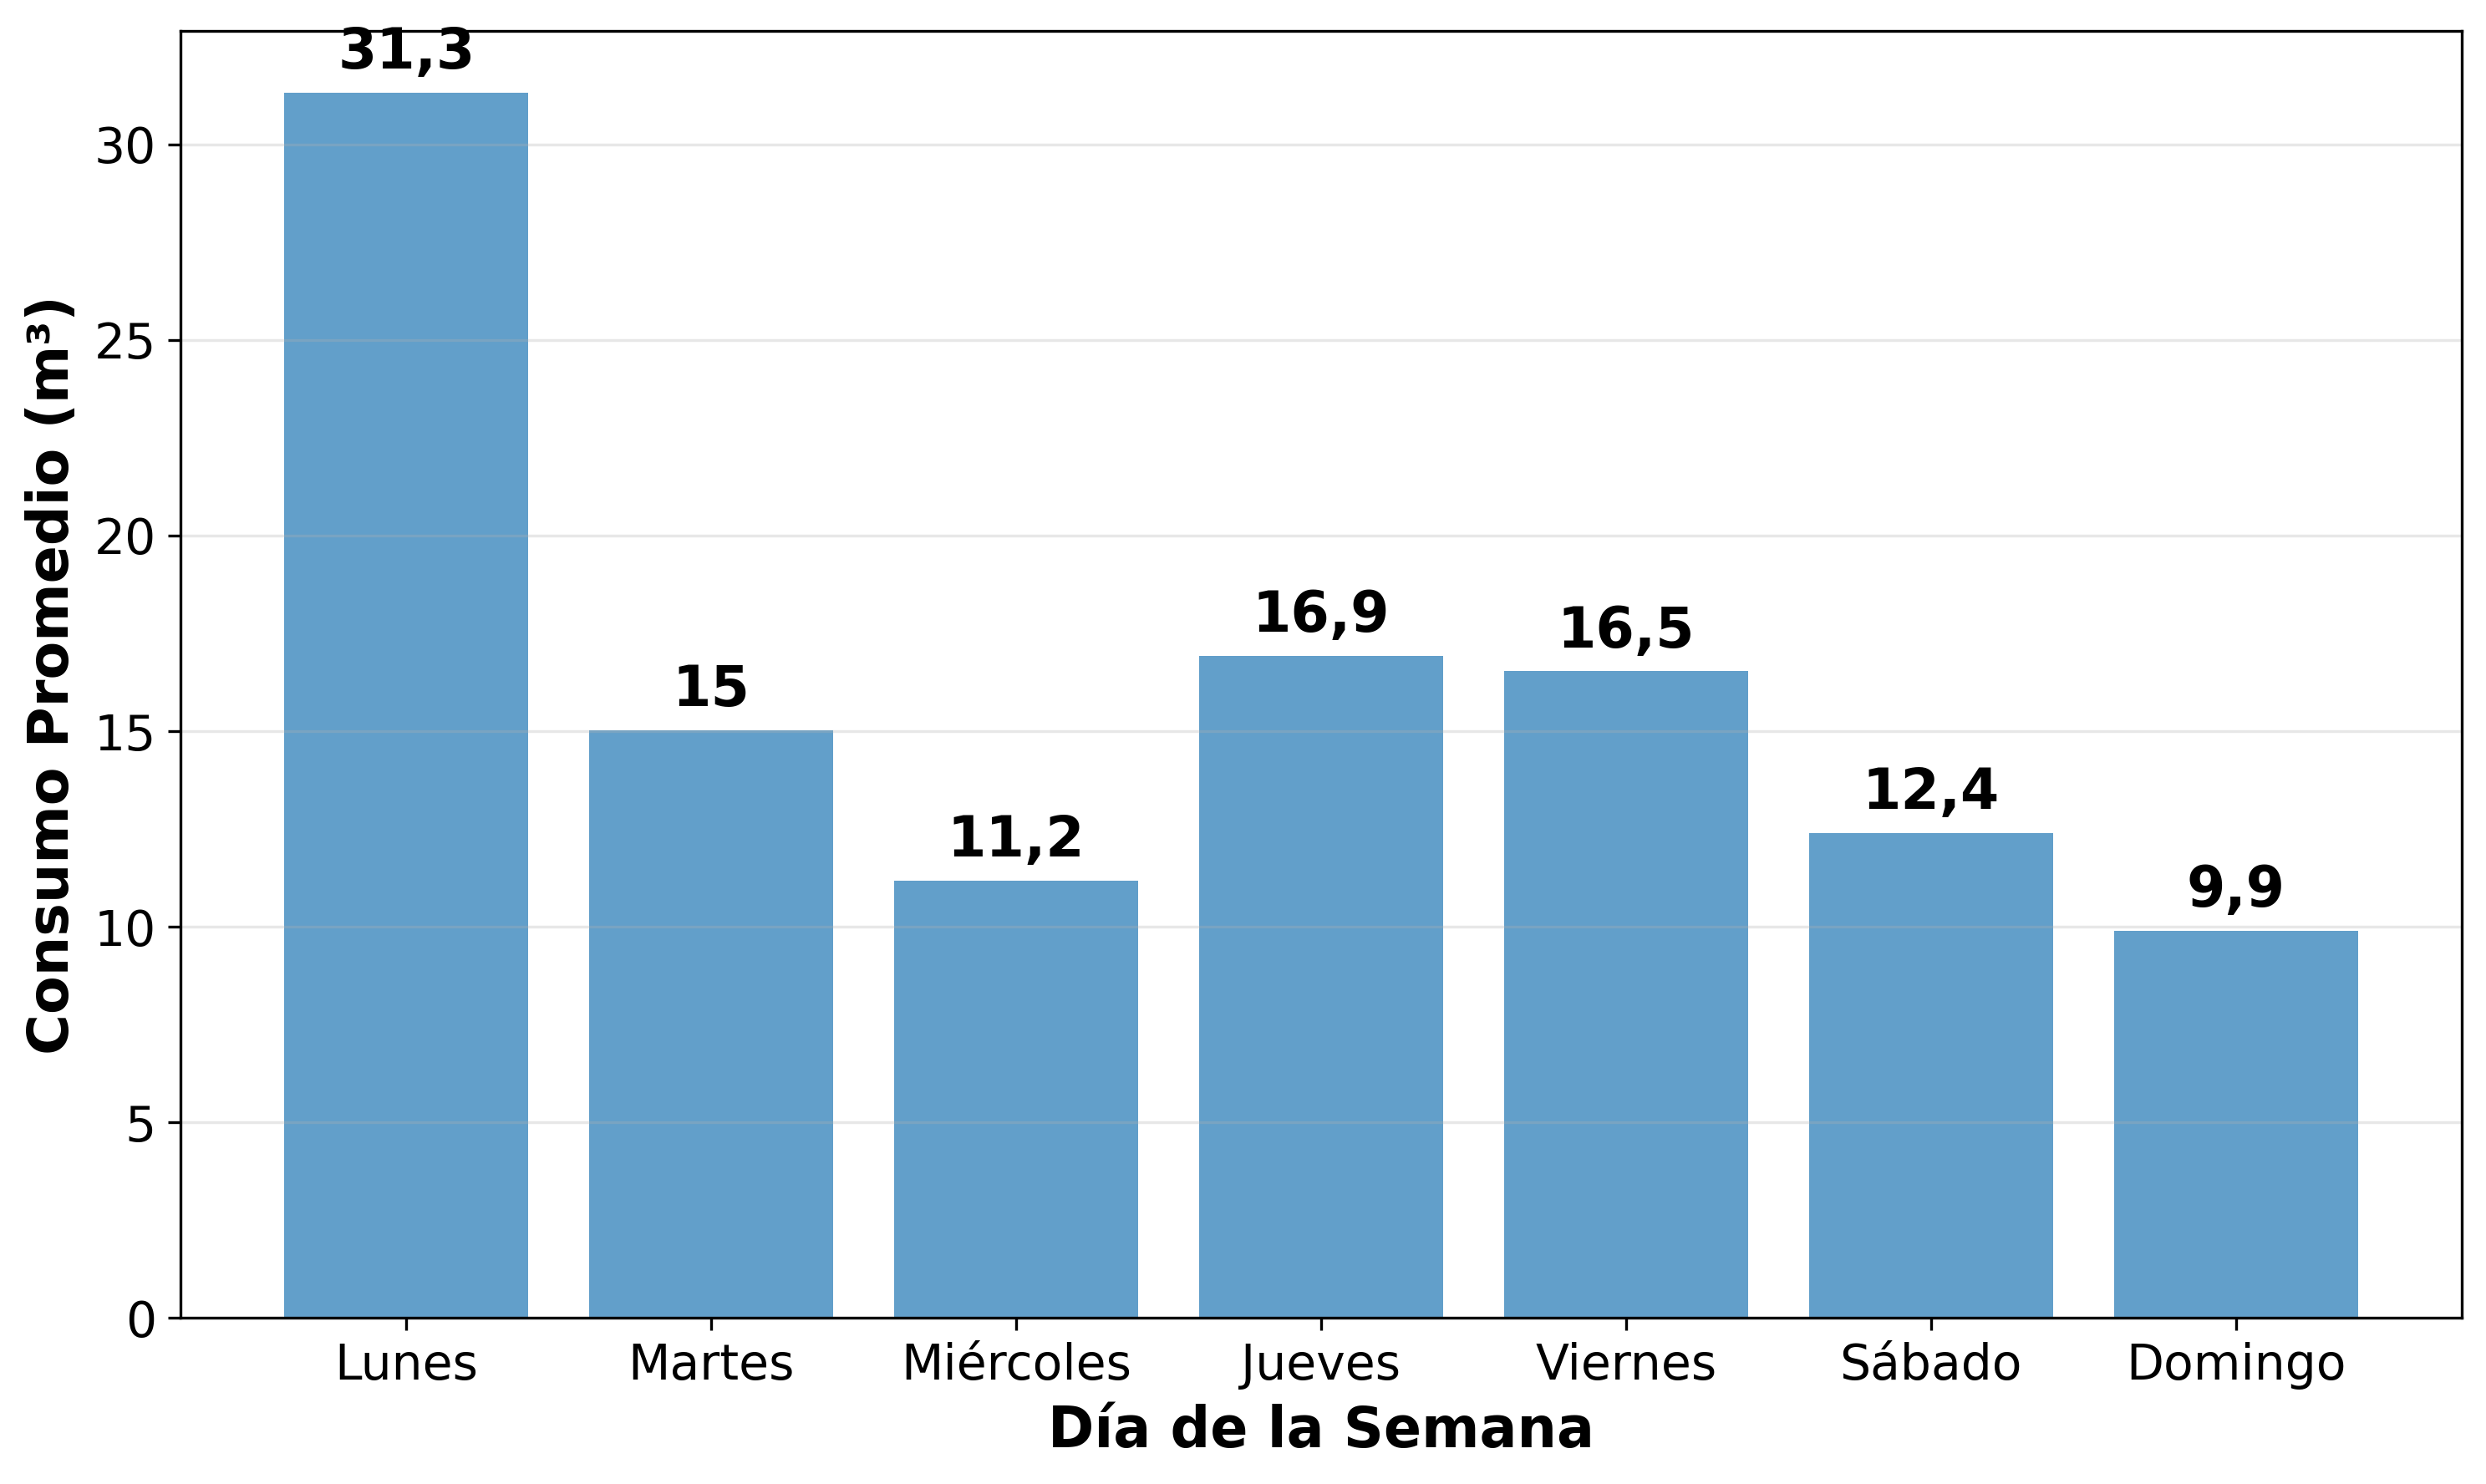 Consumo Promedio (m³)
30
25
20
15
10
5
0
31,3
15
11,2
16,9
16,5
12,4
9,9
Lunes
Martes
Miércoles
Jueves
Viernes
Sábado
Domingo
Día de la Semana